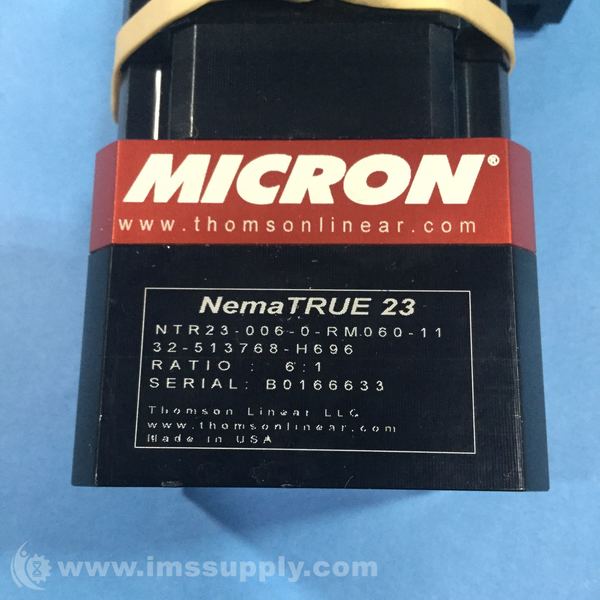 MICRON®
www.thomsonlinear.com
NemaTRUE 23
NTR23-006-0-RM060-11
32-513768-H696
RATIO : 6:1
SERIAL: B0166633
Thomson Linear LLC
www.thomsonlinear.com
Made in USA
www.imssupply.com